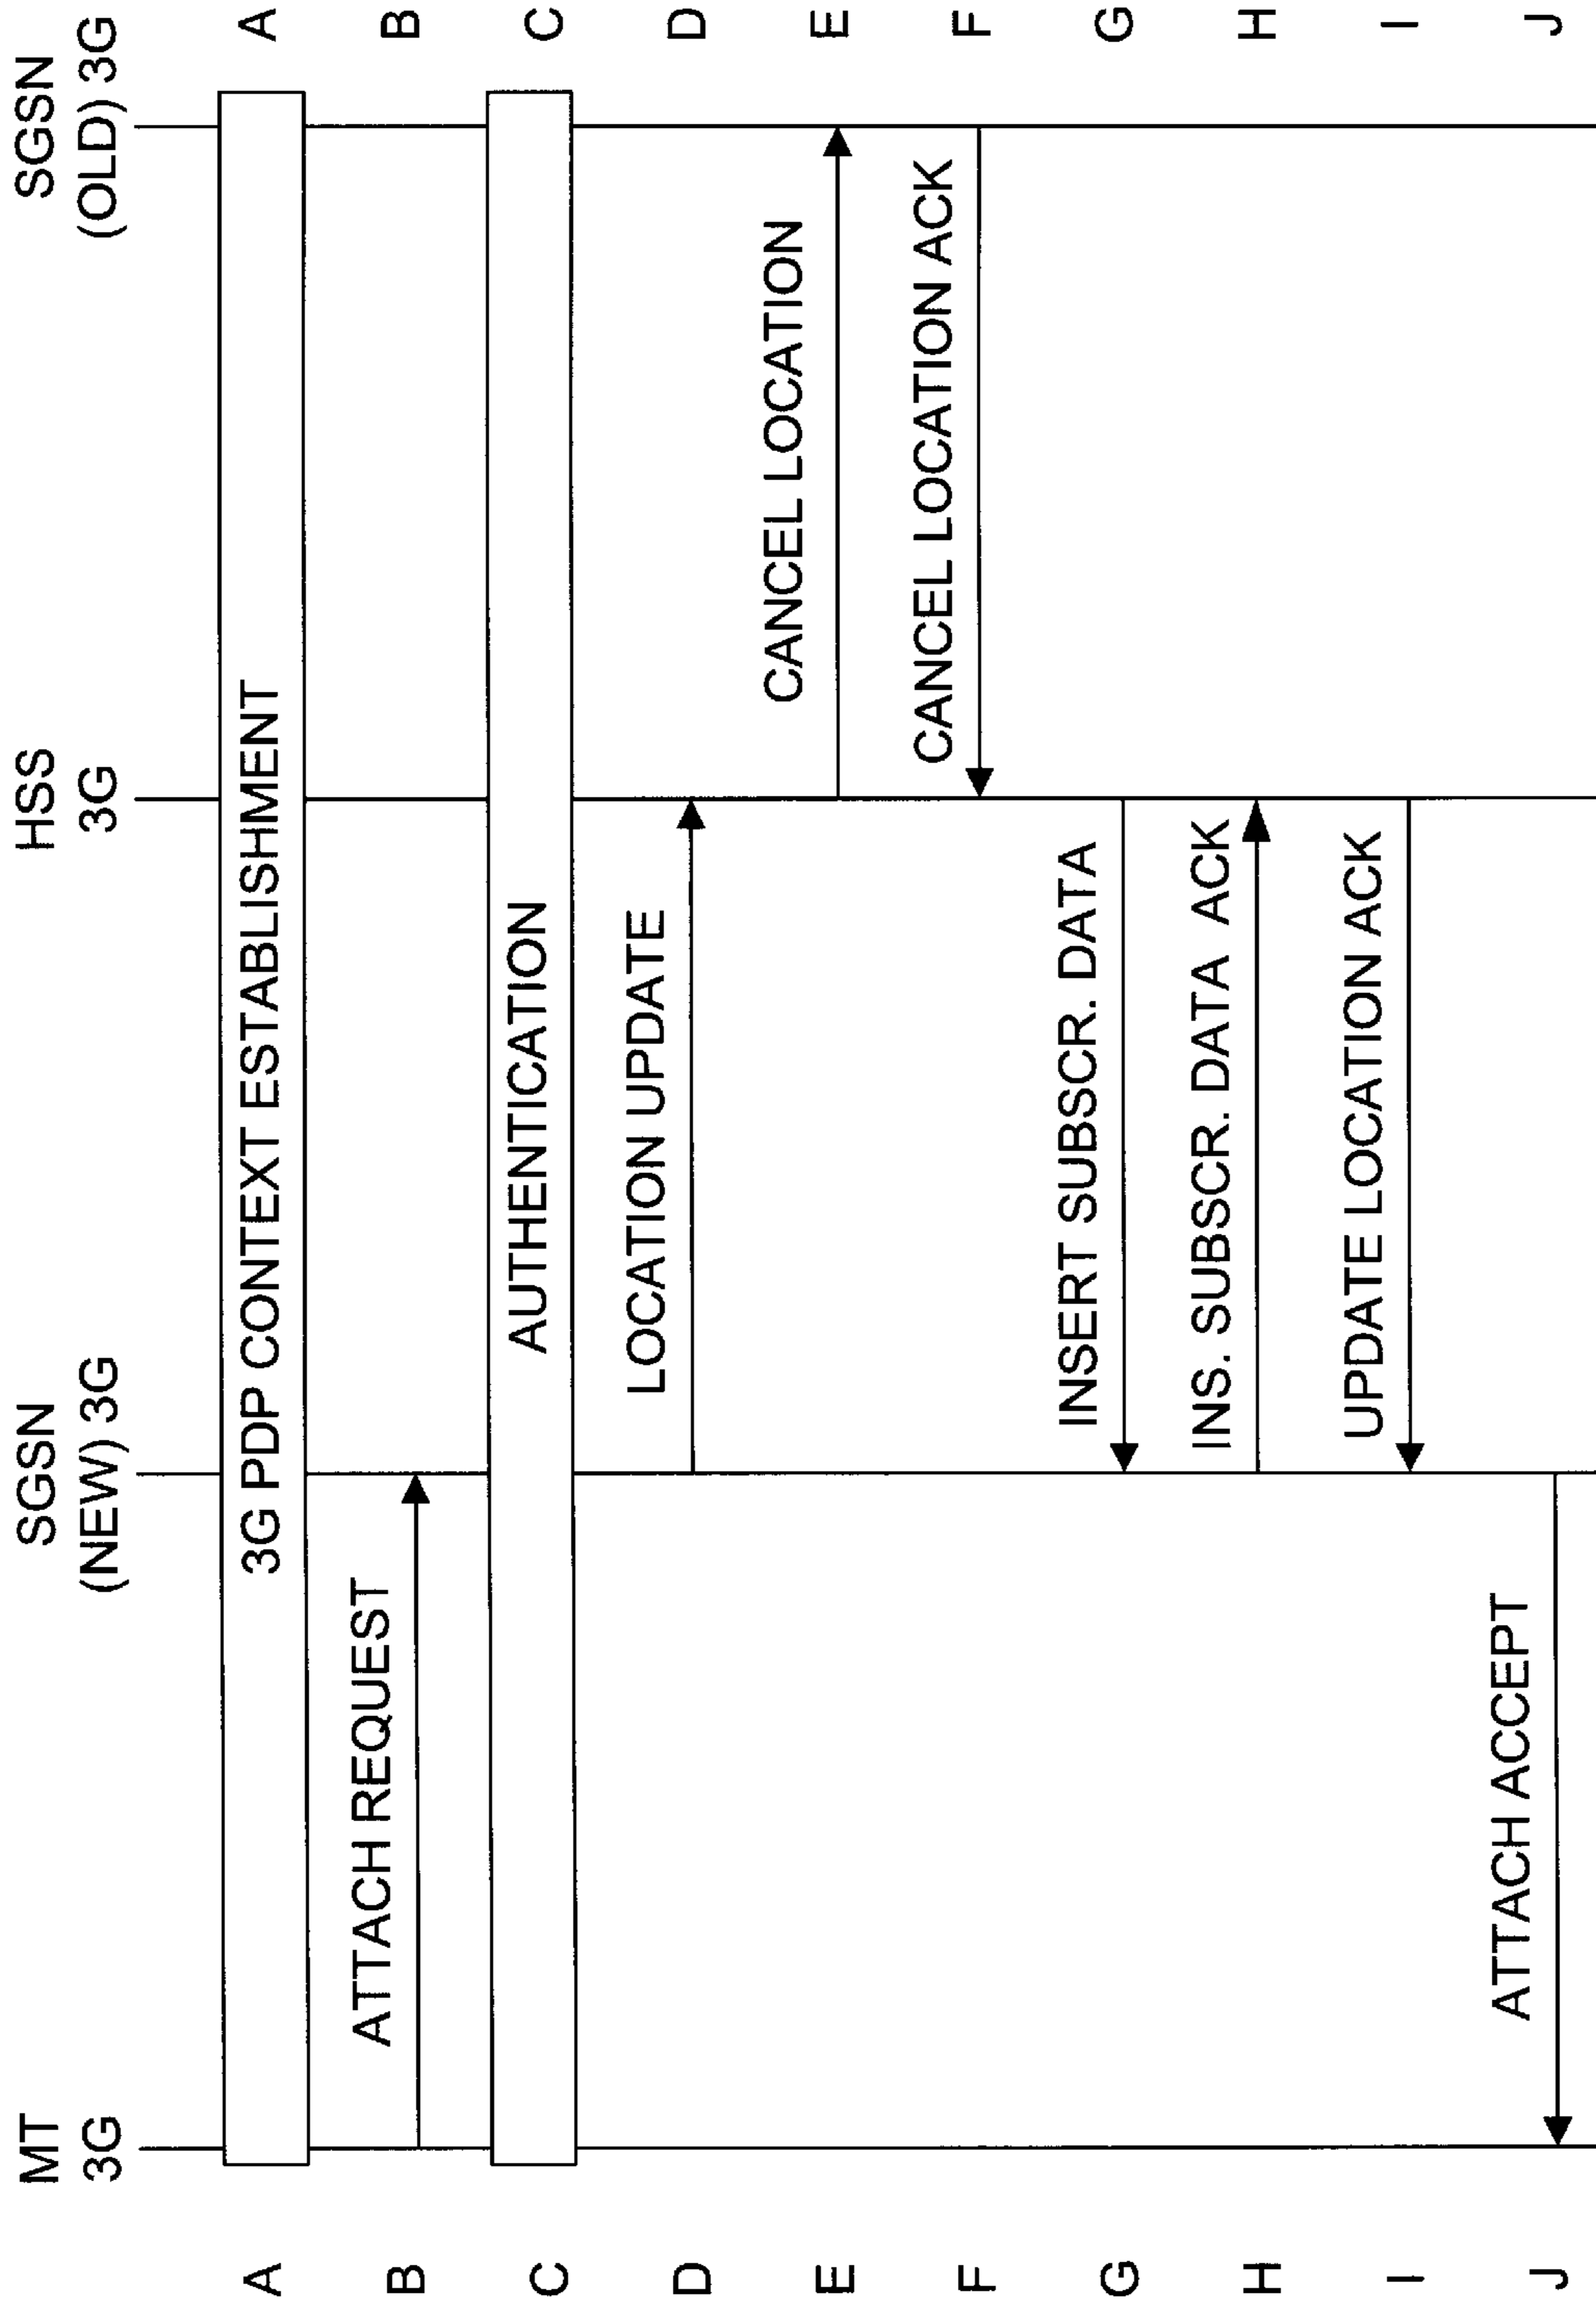 MT
3G
SGSN
(NEW) 3G
HSS
3G
SGSN
(OLD) 3G
A
3G PDP CONTEXT ESTABLISHMENT
A
B
ATTACH REQUEST
B
C
AUTHENTICATION
C
D
LOCATION UPDATE
D
E
CANCEL LOCATION
E
F
CANCEL LOCATION ACK
F
G
INSERT SUBSCR. DATA
G
H
INS. SUBSCR. DATA ACK
H
I
UPDATE LOCATION ACK
I
J
ATTACH ACCEPT
J